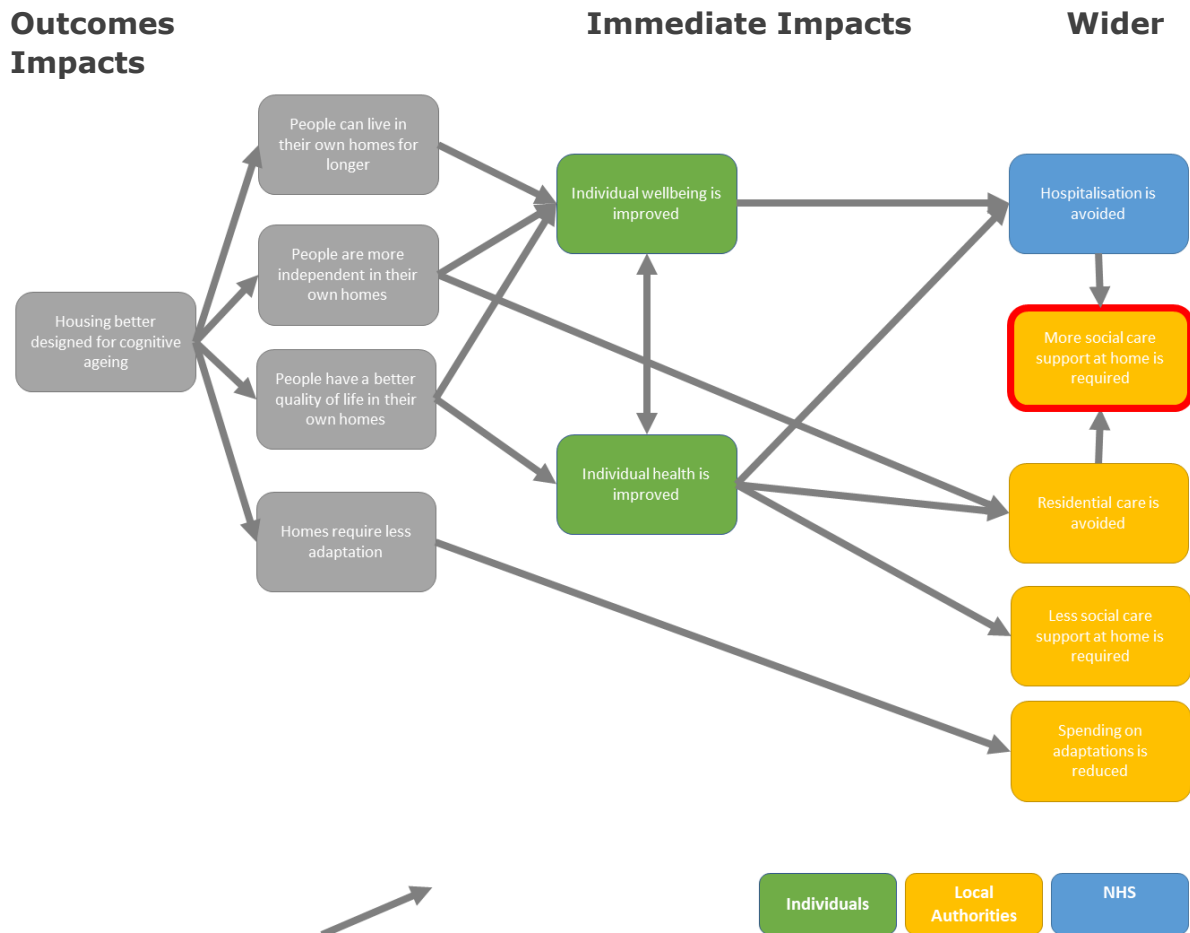 Outcomes Immediate Impacts Wider
Impacts
People can live in
their own homes for
longer
Individual wellbeing is
improved
Hospitalisation is
avoided
People are more
independent in their
own homes
Housing better
designed for cognitive
ageing
More social care
support at home is
required
People have a better
quality of life in their
own homes
Individual health is
improved
Residential care is
avoided
Homes require less
adaptation
Less social care
support at home is
required
Spending on
adaptations is
reduced
Individuals
Local
Authorities
NHS